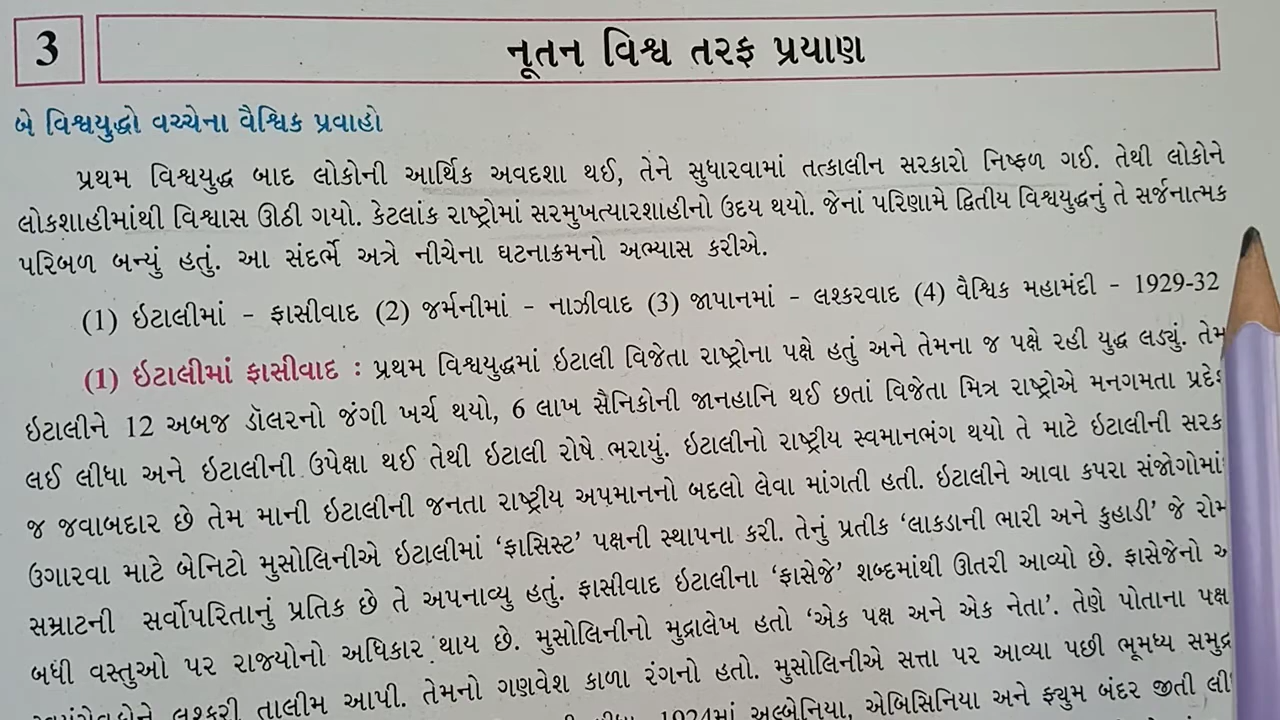 3
નૂતન વિશ્વ તરફ પ્રયાણ
બે વિશ્વયુદ્ધો વચ્ચેના વૈશ્વિક પ્રવાહો
પ્રથમ વિશ્વયુદ્ધ બાદ લોકોની આર્થિક અવદશા થઈ, તેને સુધારવામાં તત્કાલીન સરકારો નિષ્ફળ ગઈ. તેથી લોકોને
લોકશાહીમાંથી વિશ્વાસ ઊઠી ગયો. કેટલાંક રાષ્ટ્રોમાં સરમુખત્યારશાહીનો ઉદય થયો. જેનાં પરિણામે દ્વિતીય વિશ્વયુદ્ધનું તે સર્જનાત્મક
પરિબળ બન્યું હતું. આ સંદર્ભે અત્રે નીચેના ઘટનાક્રમનો અભ્યાસ કરીએ.
(1) ઇટાલીમાં - ફાસીવાદ (2) જર્મનીમાં - નાઝીવાદ (3) જાપાનમાં - લશ્કરવાદ (4) વૈશ્વિક મહામંદી - 1929-32
(1) ઇટાલીમાં ફાસીવાદ : પ્રથમ વિશ્વયુદ્ધમાં ઇટાલી વિજેતા રાષ્ટ્રોના પક્ષે હતું અને તેમના જ પક્ષે રહી યુદ્ધ લડ્યું. તેમ
ઇટાલીને 12 અબજ ડૉલરનો જંગી ખર્ચ થયો, 6 લાખ સૈનિકોની જાનહાનિ થઈ છતાં વિજેતા મિત્ર રાષ્ટ્રોએ મનગમતા
લઈ લીધા અને ઇટાલીની ઉપેક્ષા થઈ તેથી ઇટાલી રોષે ભરાયું. ઇટાલીનો રાષ્ટ્રીય સ્વમાનભંગ થયો તે માટે ઇટાલીની
જ જવાબદાર છે તેમ માની ઇટાલીની જનતા રાષ્ટ્રીય અપમાનનો બદલો લેવા માંગતી હતી. ઇટાલીને આવા કપરા સંજોગોમાં
ઉગારવા માટે બેનિટો મુસોલિનીએ ઇટાલીમાં ‘ફાસિસ્ટ’ પક્ષની સ્થાપના કરી. તેનું પ્રતીક ‘લાકડાની ભારી અને કુહાડી’ જે રોમ
સમ્રાટની સર્વોપરિતાનું પ્રતિક છે તે અપનાવ્યુ હતું. ફાસીવાદ ઇટાલીના ‘ફાસેજે’ શબ્દમાંથી ઊતરી આવ્યો છે. ફાસેજેનો
બધી વસ્તુઓ પર રાજ્યોનો અધિકાર થાય છે. મુસોલિનીનો મુદ્રાલેખ હતો ‘એક પક્ષ અને એક નેતા’. તેણે પોતાના પક્ષ
લશ્કરી તાલીમ આપી. તેમનો ગણવેશ કાળા રંગનો હતો. મુસોલિનીએ સત્તા પર આવ્યા પછી ભૂમધ્ય સમુદ્ર
1924માં અલ્બેનિયા, એબિસિનિયા અને ફ્યુમ બંદર જીતી